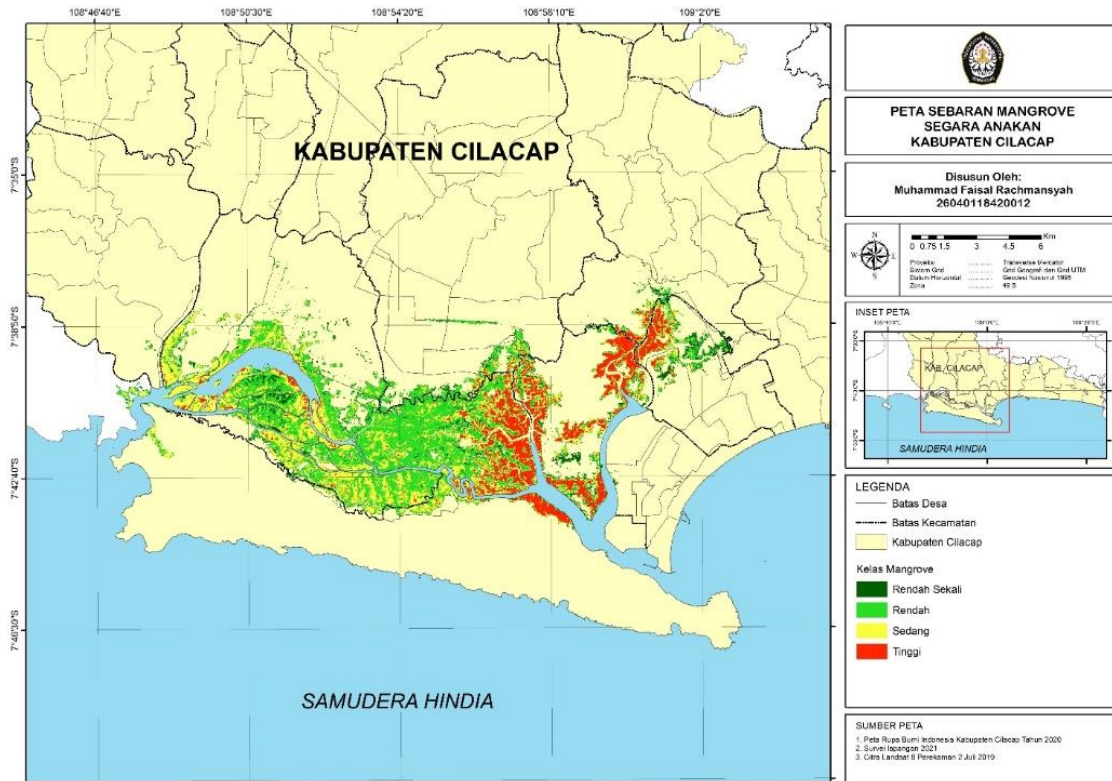 108°46'40"E
108°50'30"E
108°54'20"E
109°2'0"E
7°35'0"S
7°38'50"S
7°42'40"S
7°46'30"S
KABUPATEN CILACAP
SAMUDERA HINDIA
PETA SEBARAN MANGROVE
SEGARA ANAKAN
KABUPATEN CILACAP
Disusun Oleh:
Muhammad Faisal Rachmansyah
26040118420012
N
W
S
Km
0 0.75 1.5 3 4.5 6
Proyeksi ........... Transverse Mercator
Sistem Grid ........... Grid Geografi dan Grid UTM
Datum Horizontal ........... Geodesi Nasional 1995
Zona ........... 49 S
INSET PETA
KAB. CILACAP
SAMUDERA HINDIA
LEGENDA
Batas Desa
Batas Kecamatan
Kabupaten Cilacap
Kelas Mangrove
Rendah Sekali
Rendah
Sedang
Tinggi
SUMBER PETA
1. Peta Rupa Bumi Indonesia Kabupaten Cilacap Tahun 2020
2. Survei lapangan 2021
3. Citra Landsat 8 Perekaman 2 Juli 2019